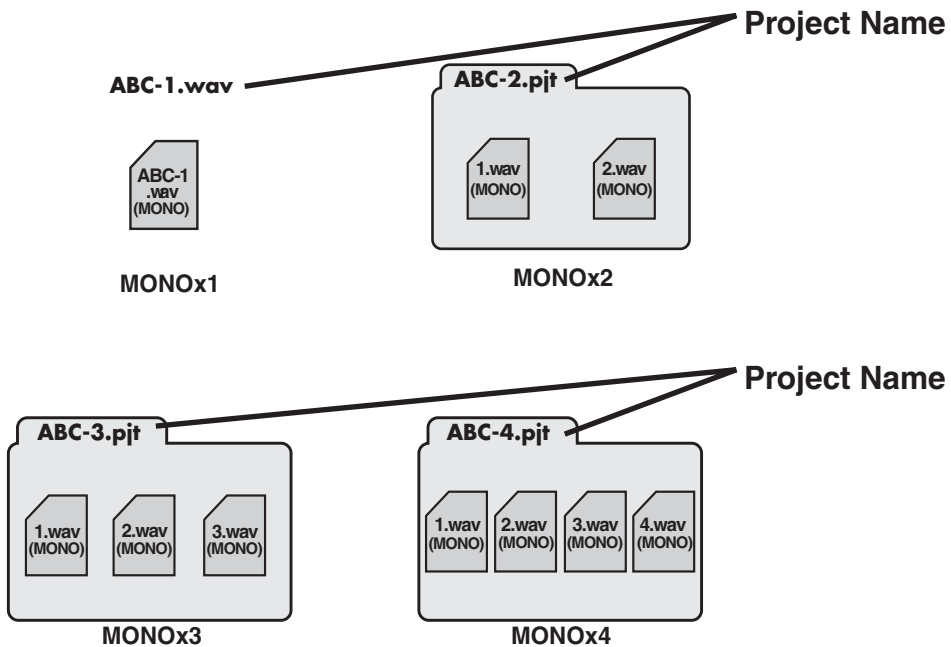 Project Name
ABC-1.wav
ABC-2.pjt
ABC-1
.wav
(MONO)
1.wav
(MONO)
2.wav
(MONO)
MONOx1
MONOx2
Project Name
ABC-3.pjt
ABC-4.pjt
1.wav
(MONO)
2.wav
(MONO)
3.wav
(MONO)
1.wav
(MONO)
2.wav
(MONO)
3.wav
(MONO)
4.wav
(MONO)
MONOx3
MONOx4